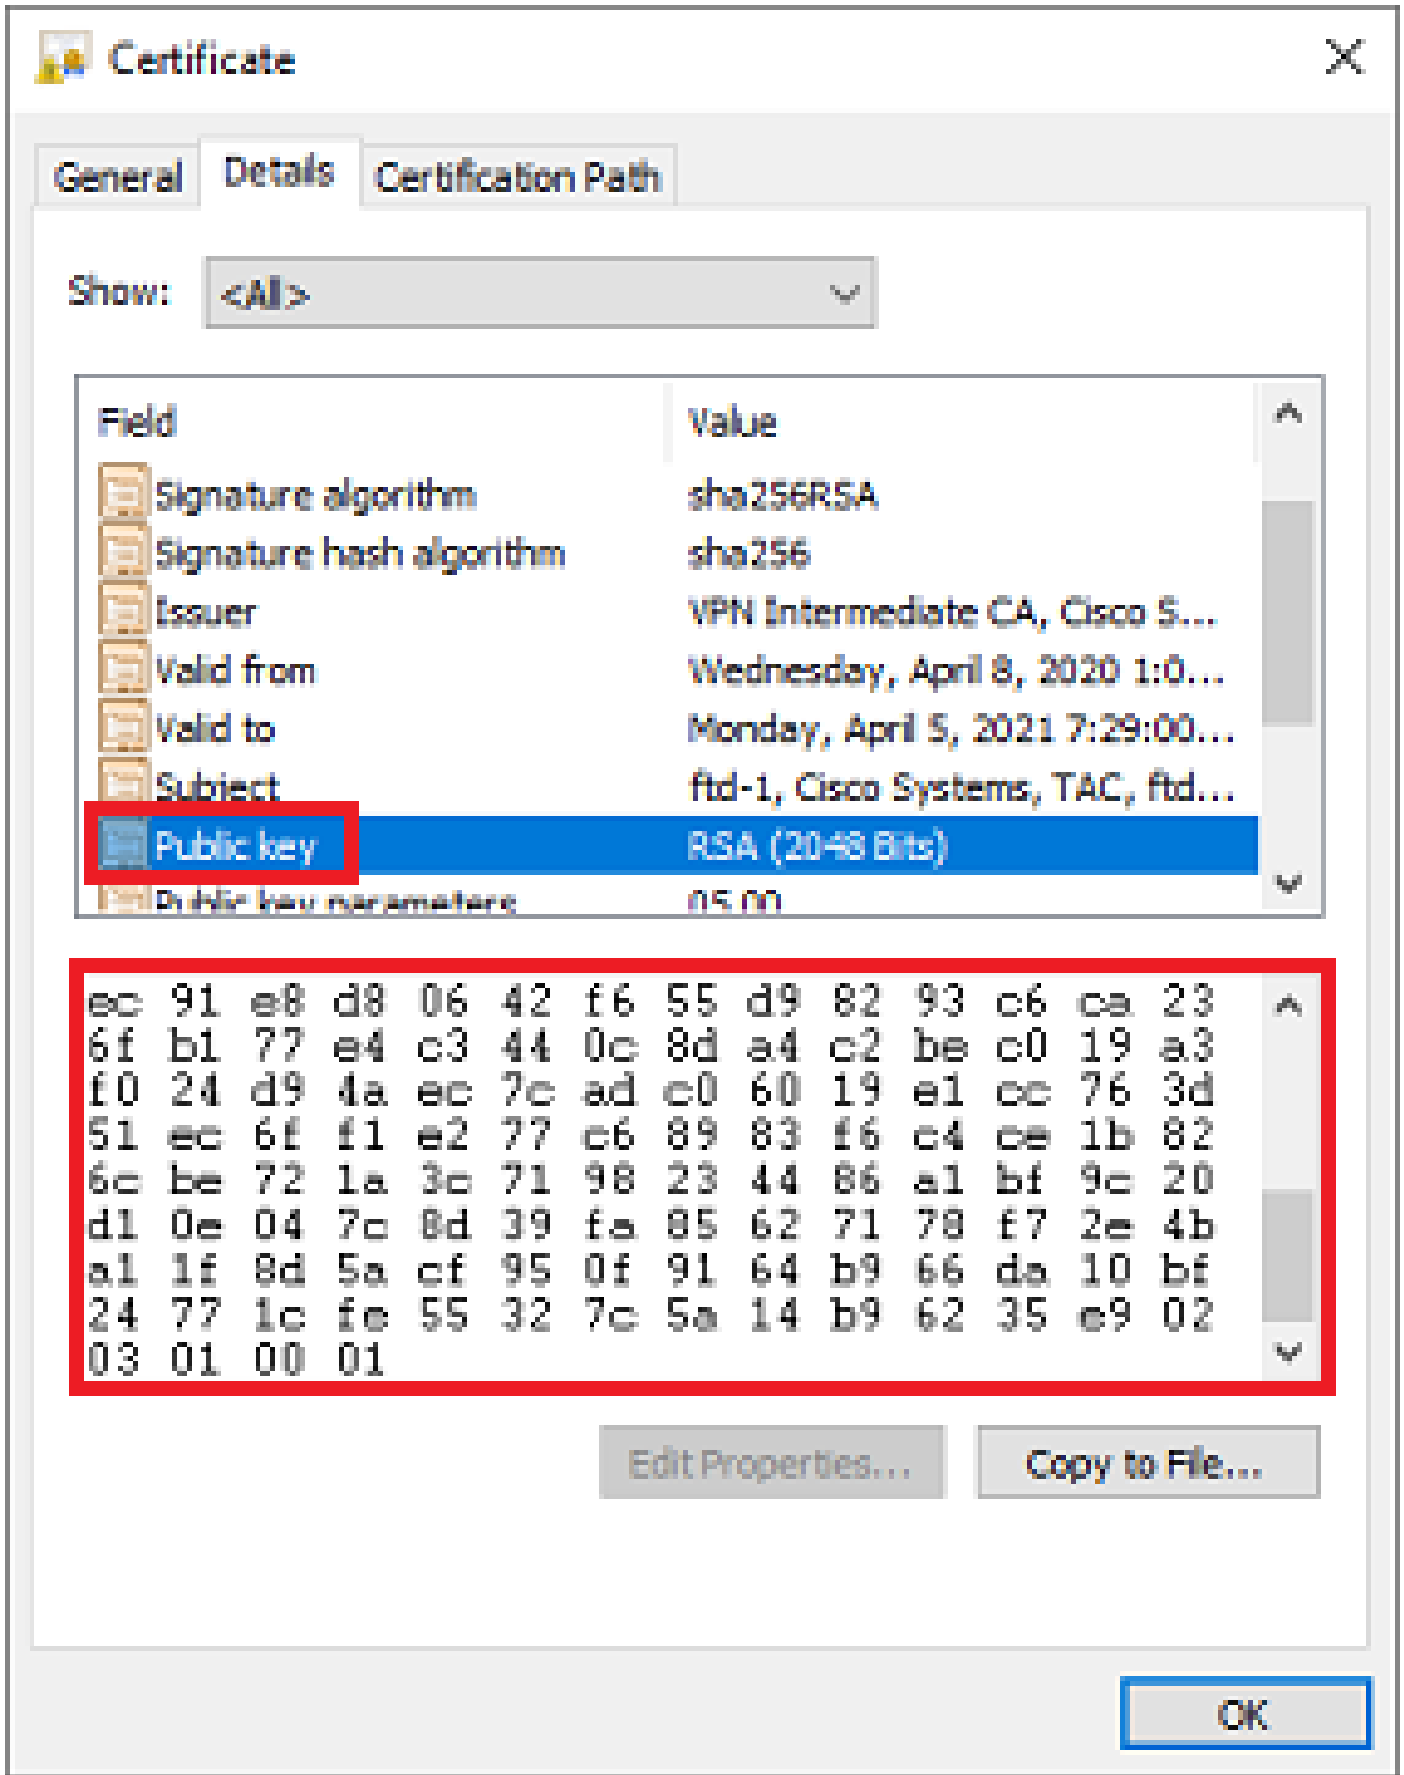 Certificate
General Details Certification Path
Show: <All>
Field Value
Signature algorithm sha256RSA
Signature hash algorithm sha256
Issuer VPN Intermediate CA, Cisco S...
Valid from Wednesday, April 8, 2020 1:0...
Valid to Monday, April 5, 2021 7:29:00...
Subject ftd-1, Cisco Systems, TAC, ftd...
Public key RSA (2048 Bits)
Public key parameters 05 00
ec 91 e8 d8 06 42 f6 55 d9 82 93 c6 ca 23
6f b1 77 e4 c3 44 0c 8d a4 c2 be c0 19 a3
f0 24 d9 4a ec 7c ad c0 60 19 e1 cc 76 3d
51 ec 6f f1 e2 77 c6 89 83 f6 c4 ce 1b 82
6c be 72 1a 3c 71 98 23 44 86 a1 bf 9c 20
d1 0e 04 7c 8d 39 fa 85 62 71 78 f7 2e 4b
a1 1f 8d 5a cf 95 0f 91 64 b9 66 da 10 bf
24 77 1c fe 55 32 7c 5a 14 b9 62 35 e9 02
03 01 00 01
Edit Properties... Copy to File...
OK